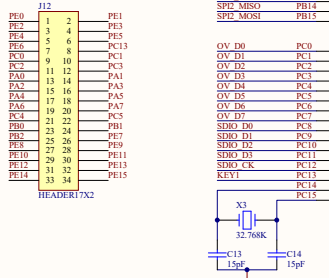 J12
PE0 1 2 PE1
PE2 3 4 PE3
PE4 5 6 PE5
PE6 7 8 PC13
PC0 9 10 PC1
PC2 11 12 PC3
PA0 13 14 PA1
PA2 15 16 PA3
PA4 17 18 PA5
PA6 19 20 PA7
PC4 21 22 PC5
PB0 23 24 PB1
PB2 25 26 PE7
PE8 27 28 PE9
PE10 29 30 PE11
PE12 31 32 PE13
PE14 33 34 PE15
HEADER17X2
SPI2_MISO PB14
SPI2_MOSI PB15
OV_D0 PC0
OV_D1 PC1
OV_D2 PC2
OV_D3 PC3
OV_D4 PC4
OV_D5 PC5
OV_D6 PC6
OV_D7 PC7
SDIO_D0 PC8
SDIO_D1 PC9
SDIO_D2 PC10
SDIO_D3 PC11
SDIO_CK PC12
KEY1 PC13
PC14
PC15
X3
32.768K
C13 C14
15pF 15pF